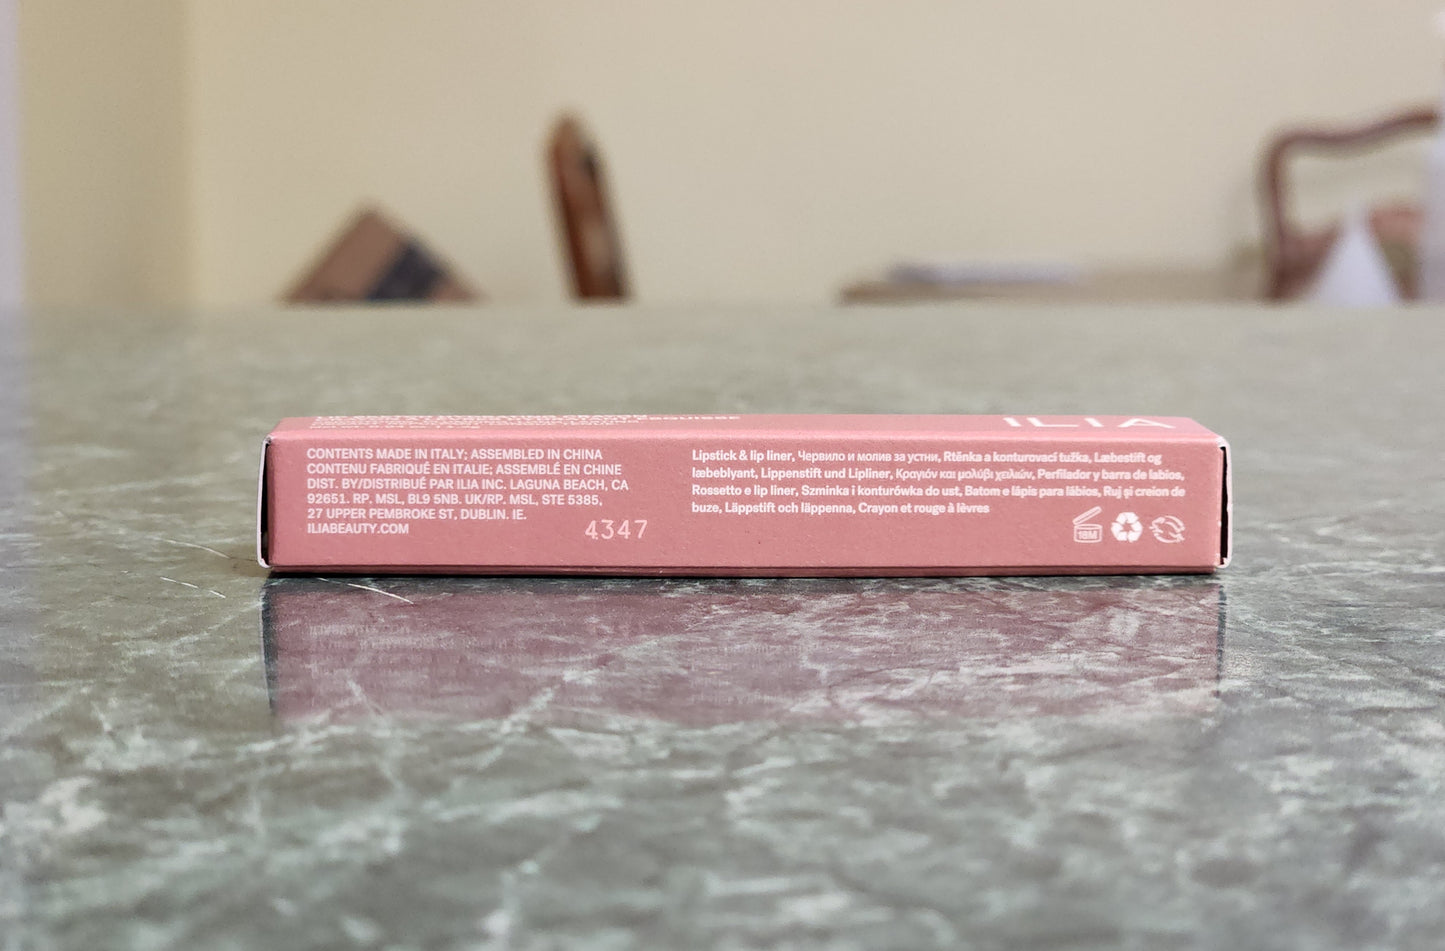 ILIA
CONTENTS MADE IN ITALY; ASSEMBLED IN CHINA
CONTENU FABRIQUÉ EN ITALIE; ASSEMBLÉ EN CHINE
DIST. BY/DISTRIBUÉ PAR ILIA INC. LAGUNA BEACH, CA
92651. RP. MSL, BL9 5NB. UK/RP. MSL, STE 5385,
27 UPPER PEMBROKE ST, DUBLIN. IE.
ILIABEAUTY.COM
4347
Lipstick & lip liner, Червило и молив за устни, Rtěnka a konturovací tužka, Læbestift og
læbeblyant, Lippenstift und Lipliner, Κραγιόν και μολύβι χειλιών, Perfilador y barra de labios,
Rossetto e lip liner, Szminka i konturówka do ust, Batom e lápis para lábios, Ruj și creion de
buze, Läppstift och läppenna, Crayon et rouge à lèvres
18M